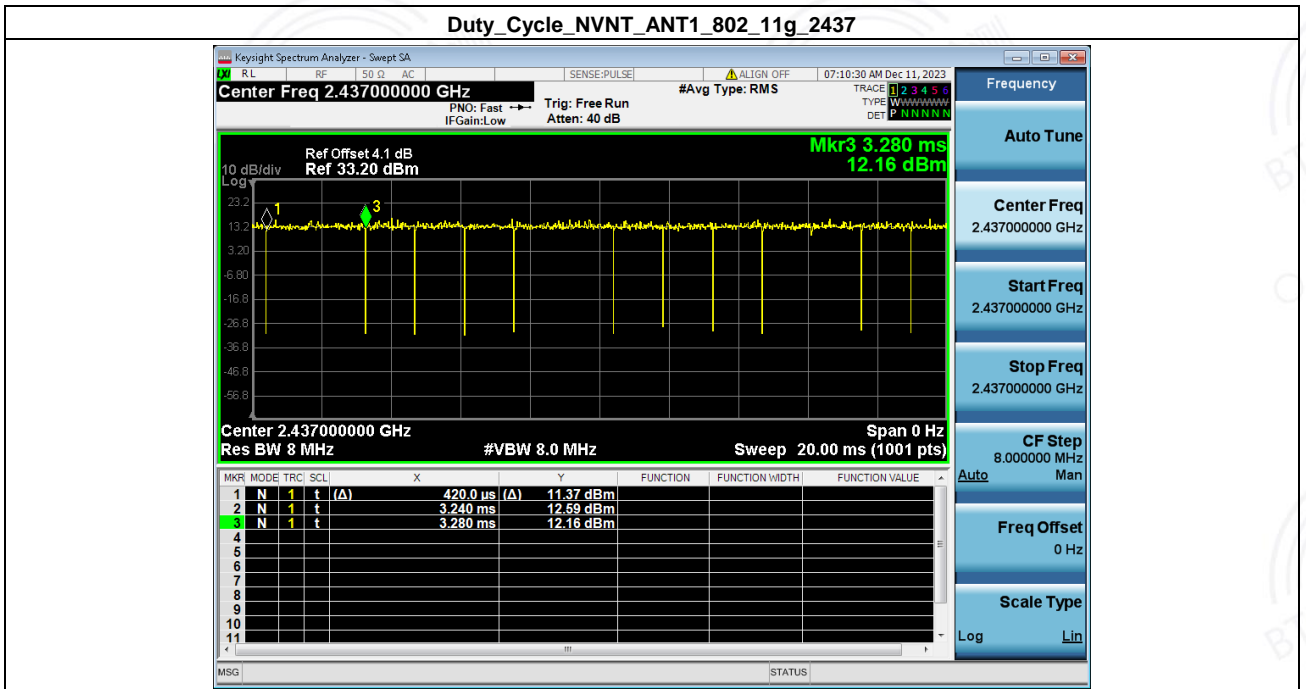 Duty_Cycle_NVNT_ANT1_802_11g_2437
Keysight Spectrum Analyzer - Swept SA
LXI RL RF 50 Ω AC SENSE:PULSE ALIGN OFF 07:10:30 AM Dec 11, 2023
Center Freq 2.437000000 GHz
PNO: Fast
IFGain:Low
Trig: Free Run
Atten: 40 dB
#Avg Type: RMS
TRACE 1 2 3 4 5 6
TYPE WWWWWW
DET P N N N N N
Ref Offset 4.1 dB
10 dB/div Ref 33.20 dBm
Log
Mkr3 3.280 ms
12.16 dBm
23.2
13.2
3.20
-6.80
-16.8
-26.8
-36.8
-46.8
-56.8
1
3
Center 2.437000000 GHz Span 0 Hz
Res BW 8 MHz #VBW 8.0 MHz Sweep 20.00 ms (1001 pts)
MKR MODE TRC SCL X Y FUNCTION FUNCTION WIDTH FUNCTION VALUE
1 N 1 t (Δ) 420.0 µs (Δ) 11.37 dBm
2 N 1 t 3.240 ms 12.59 dBm
3 N 1 t 3.280 ms 12.16 dBm
4
5
6
7
8
9
10
11
MSG STATUS
Frequency
Auto Tune
Center Freq
2.437000000 GHz
Start Freq
2.437000000 GHz
Stop Freq
2.437000000 GHz
CF Step
8.000000 MHz
Auto Man
Freq Offset
0 Hz
Scale Type
Log Lin